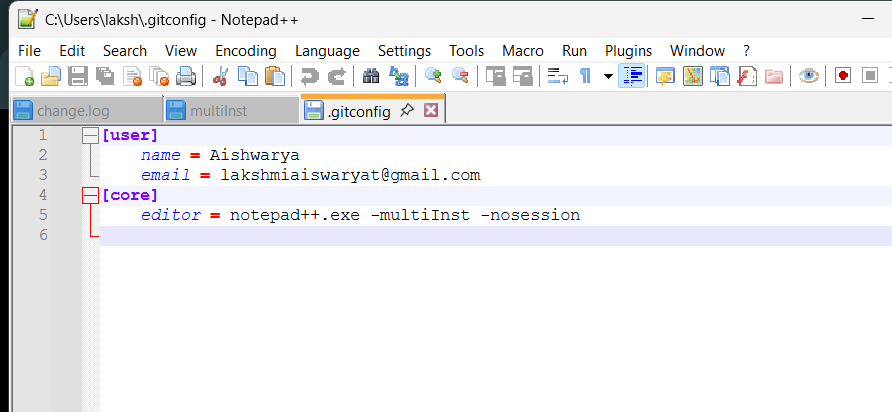 C:\Users\laksh\.gitconfig - Notepad++
File Edit Search View Encoding Language Settings Tools Macro Run Plugins Window ?
change.log multiInst .gitconfig
1 [user]
2 name = Aishwarya
3 email = lakshmiaiswaryat@gmail.com
4 [core]
5 editor = notepad++.exe -multiInst -nosession
6